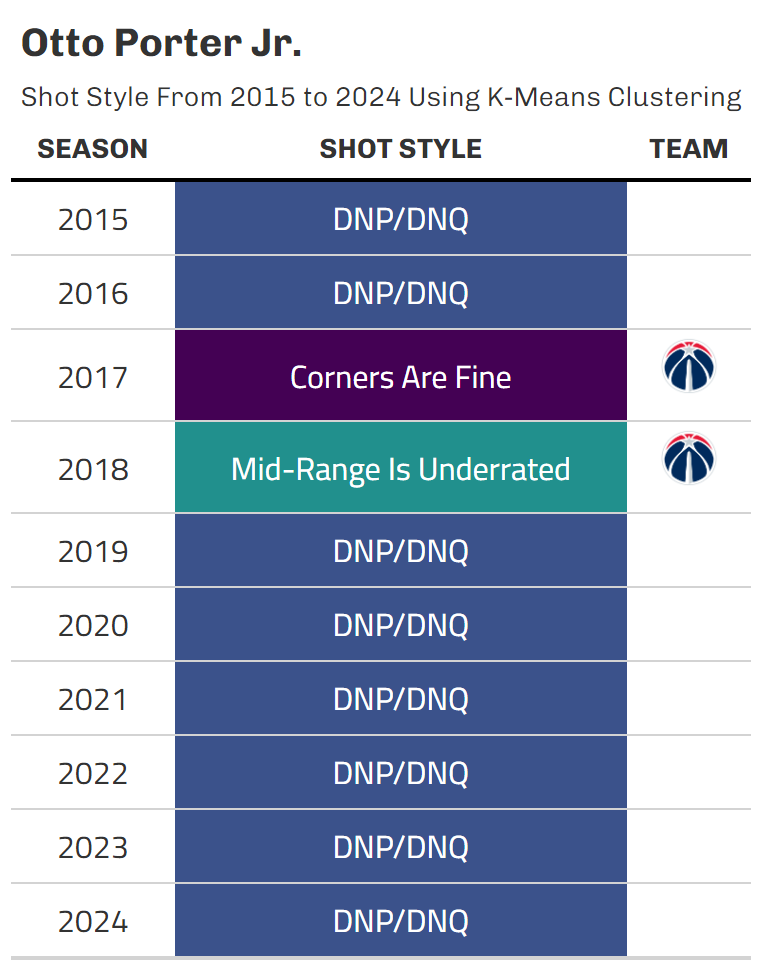 Otto Porter Jr.
Shot Style From 2015 to 2024 Using K-Means Clustering
SEASON SHOT STYLE TEAM
2015 DNP/DNQ
2016 DNP/DNQ
2017 Corners Are Fine
2018 Mid-Range Is Underrated
2019 DNP/DNQ
2020 DNP/DNQ
2021 DNP/DNQ
2022 DNP/DNQ
2023 DNP/DNQ
2024 DNP/DNQ